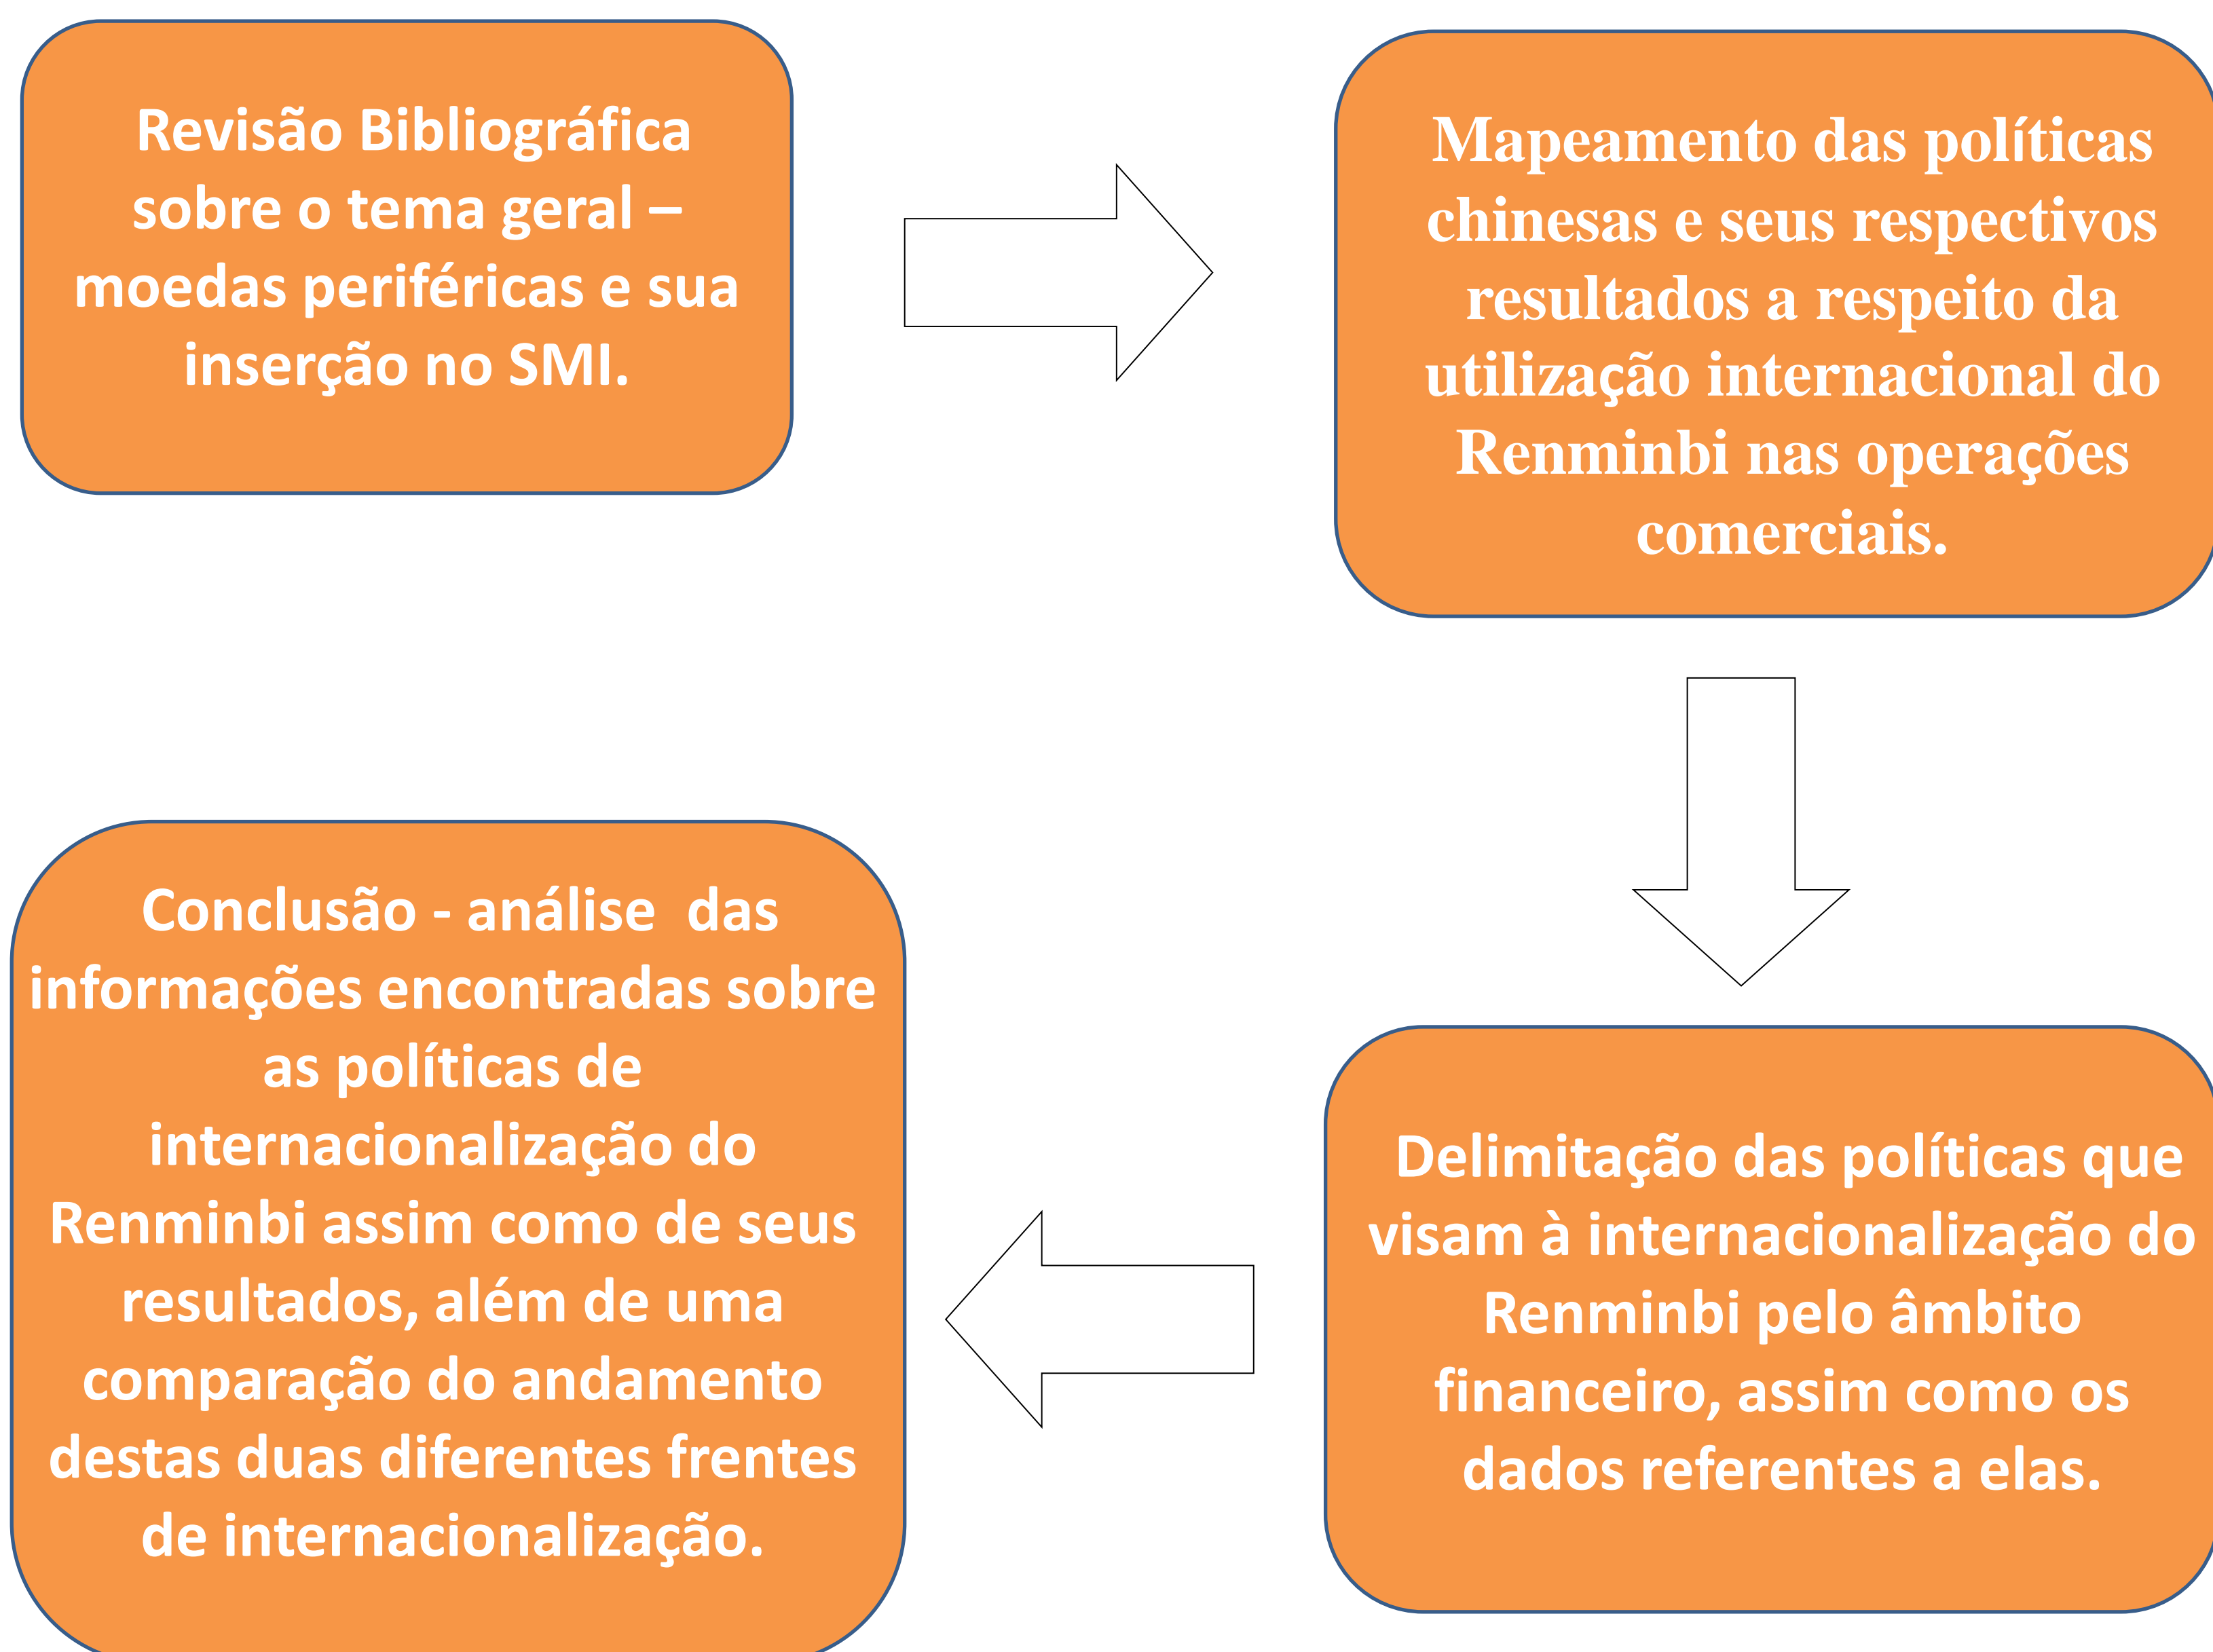 Revisão Bibliográfica
sobre o tema geral –
moedas periféricas e sua
inserção no SMI.
Mapeamento das políticas
chinesas e seus respectivos
resultados a respeito da
utilização internacional do
Renminbi nas operações
comerciais.
Delimitação das políticas que
visam à internacionalização do
Renminbi pelo âmbito
financeiro, assim como os
dados referentes a elas.
Conclusão - análise  das
informações encontradas sobre
as políticas de
internacionalização do
Renminbi assim como de seus
resultados, além de uma
comparação do andamento
destas duas diferentes frentes
de internacionalização.